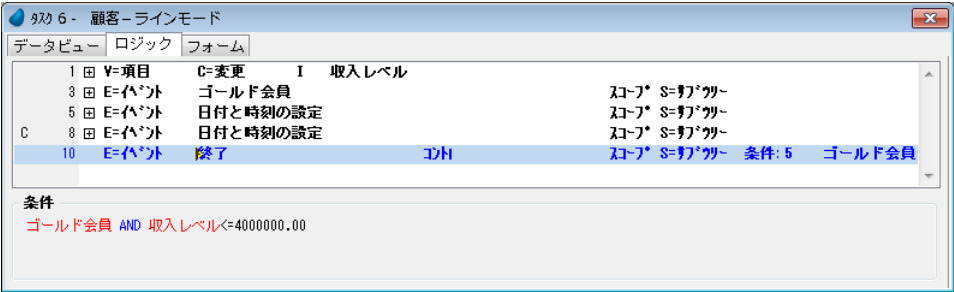 ﾀｽｸ 6 - 顧客－ラインモード
データビュー ロジック フォーム
1 V=項目 C=変更 I 収入レベル
3 E=ｲﾍﾞﾝﾄ ゴールド会員 ｽｺｰﾌﾟ S=ｻﾌﾞﾂﾘｰ
5 E=ｲﾍﾞﾝﾄ 日付と時刻の設定 ｽｺｰﾌﾟ S=ｻﾌﾞﾂﾘｰ
C 8 E=ｲﾍﾞﾝﾄ 日付と時刻の設定 ｽｺｰﾌﾟ S=ｻﾌﾞﾂﾘｰ
10 E=ｲﾍﾞﾝﾄ 終了 ｺﾝﾄﾛ ｽｺｰﾌﾟ S=ｻﾌﾞﾂﾘｰ 条件: 5 ゴールド会員
条件
ゴールド会員 AND 収入レベル<=4000000.00